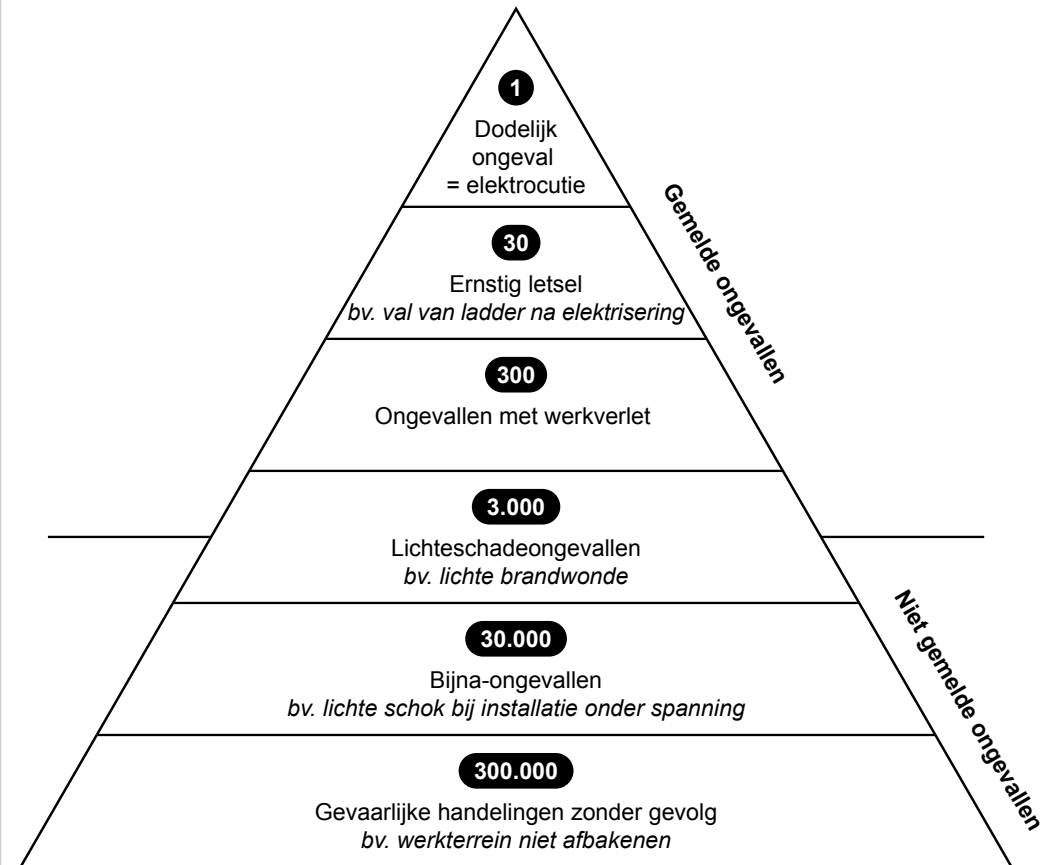 1
Dodelijk
ongeval
= elektrocutie
30
Ernstig letsel
bv. val van ladder na elektrisering
300
Ongevallen met werkverlet
Gemelde ongevallen
3.000
Lichteschadeongevallen
bv. lichte brandwonde
30.000
Bijna-ongevallen
bv. lichte schok bij installatie onder spanning
300.000
Gevaarlijke handelingen zonder gevolg
bv. werkterrein niet afbakenen
Niet gemelde ongevallen